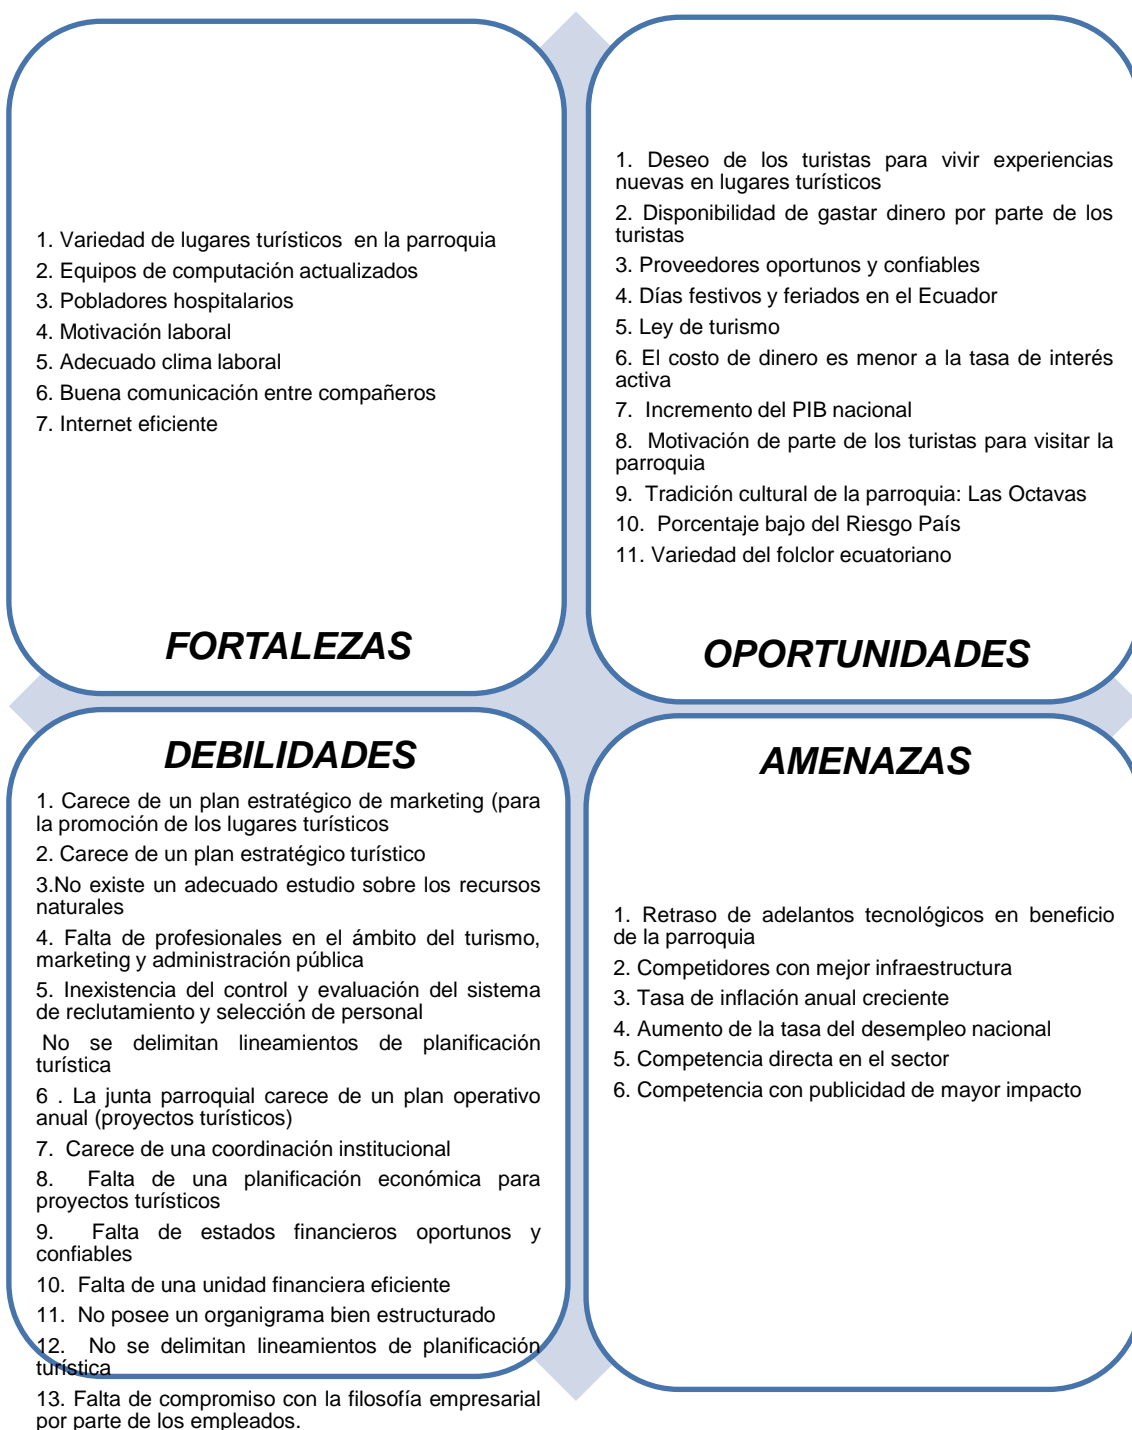 1. Variedad de lugares turísticos  en la parroquia
2. Equipos de computación actualizados
3. Pobladores hospitalarios
4. Motivación laboral
5. Adecuado clima laboral
6. Buena comunicación entre compañeros
7. Internet eficiente
FORTALEZAS
1. Deseo de los turistas para vivir experiencias
nuevas en lugares turísticos
2. Disponibilidad de gastar dinero por parte de los
turistas
3. Proveedores oportunos y confiables
4. Días festivos y feriados en el Ecuador
5. Ley de turismo
6. El costo de dinero es menor a la tasa de interés
activa
7.  Incremento del PIB nacional
8.  Motivación de parte de los turistas para visitar la
parroquia
9.  Tradición cultural de la parroquia: Las Octavas
10.  Porcentaje bajo del Riesgo País
11. Variedad del folclor ecuatoriano
OPORTUNIDADES
DEBILIDADES
1. Carece de un plan estratégico de marketing (para
la promoción de los lugares turísticos
2. Carece de un plan estratégico turístico
3.No existe un adecuado estudio sobre los recursos
naturales
4. Falta de profesionales en el ámbito del turismo,
marketing y administración pública
5. Inexistencia del control y evaluación del sistema
de reclutamiento y selección de personal
No se delimitan lineamientos de planificación
turística
6 . La junta parroquial carece de un plan operativo
anual (proyectos turísticos)
7.  Carece de una coordinación institucional
8.  Falta de una planificación económica para
proyectos turísticos
9.  Falta de estados financieros oportunos y
confiables
10.  Falta de una unidad financiera eficiente
11.  No posee un organigrama bien estructurado
12.  No se delimitan lineamientos de planificación
turística
13. Falta de compromiso con la filosofía empresarial
por parte de los empleados.
AMENAZAS
1. Retraso de adelantos tecnológicos en beneficio
de la parroquia
2. Competidores con mejor infraestructura
3. Tasa de inflación anual creciente
4. Aumento de la tasa del desempleo nacional
5. Competencia directa en el sector
6. Competencia con publicidad de mayor impacto